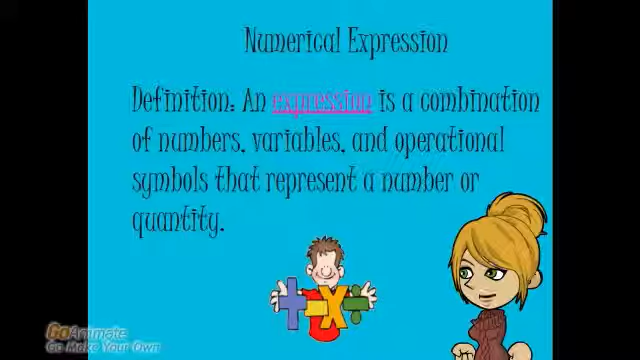 Numerical Expression
Definition: An expression is a combination
of numbers, variables, and operational
symbols that represent a number or
quantity.
GoAnimate
Go Make Your Own